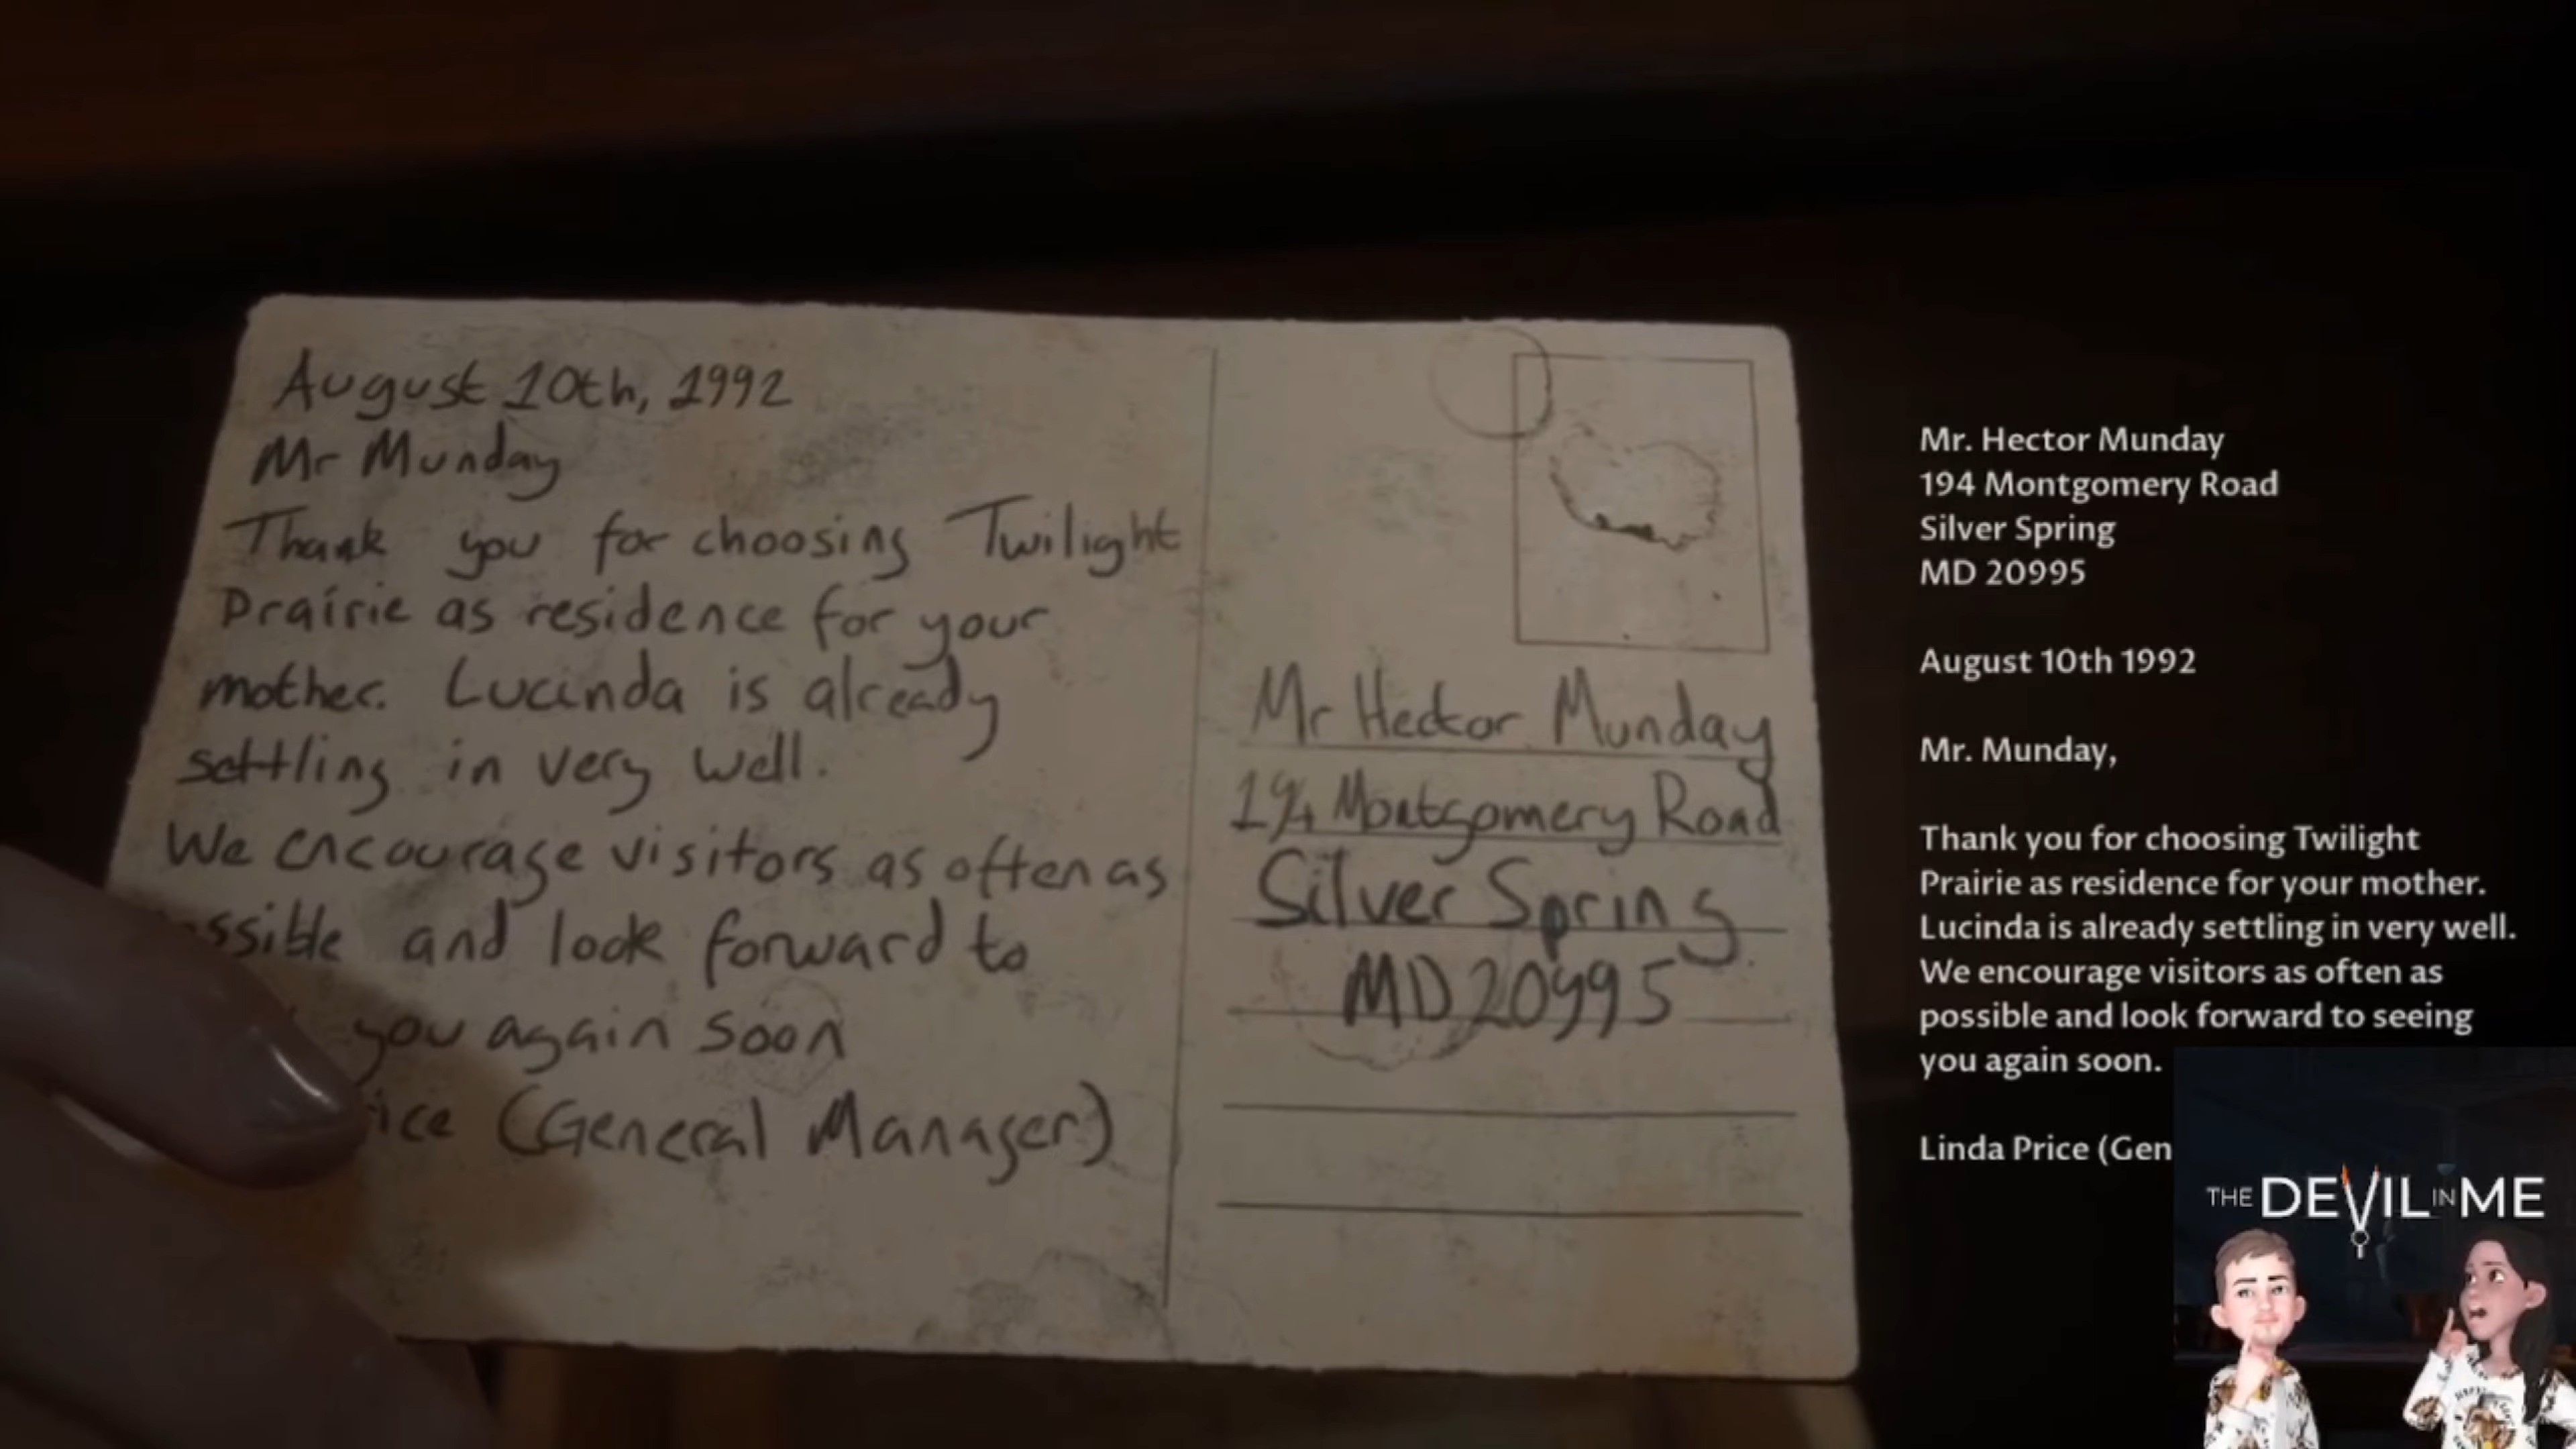 August 10th, 1992
Mr Munday
Thank you for choosing Twilight
Prairie as residence for your
mother. Lucinda is already
settling in very well.
We encourage visitors as often as
ssible and look forward to
you again soon
ice (General Manager)
Mr Hector Munday
194 Montgomery Road
Silver Spring
MD 20995
Mr. Hector Munday
194 Montgomery Road
Silver Spring
MD 20995
August 10th 1992
Mr. Munday,
Thank you for choosing Twilight
Prairie as residence for your mother.
Lucinda is already settling in very well.
We encourage visitors as often as
possible and look forward to seeing
you again soon.
Linda Price (Gen
THE DEVIL IN ME